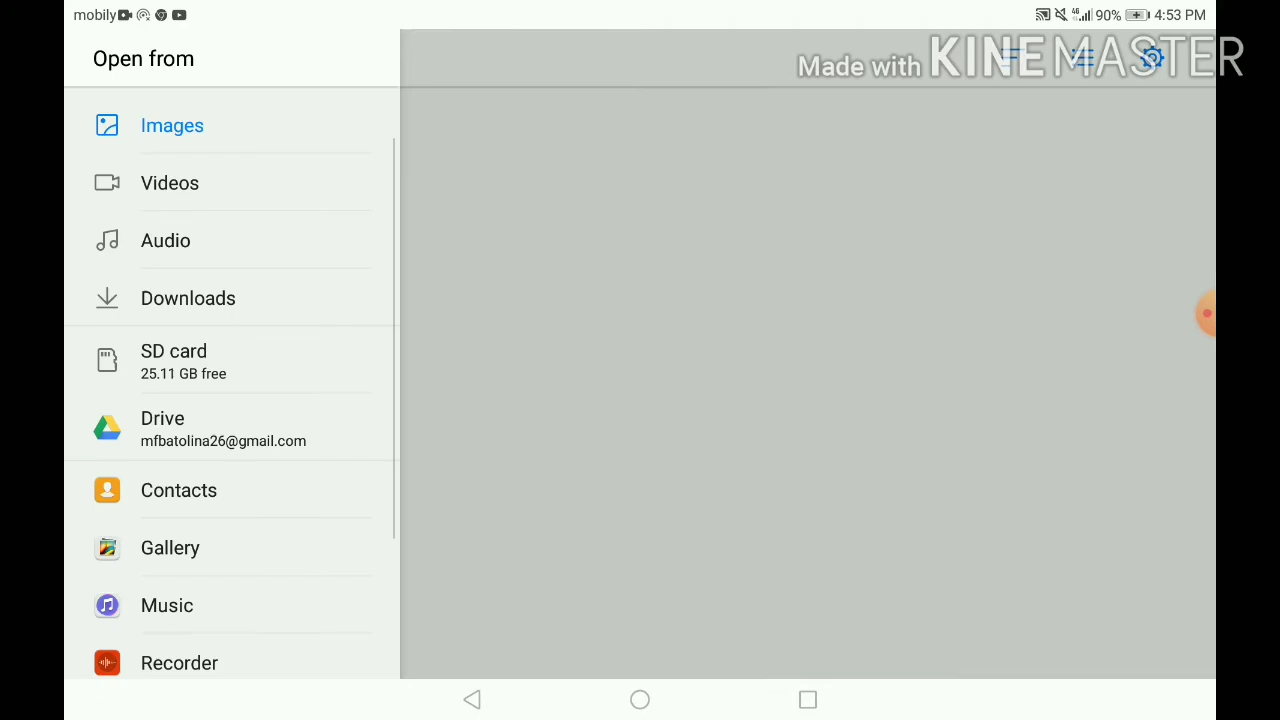 mobily 4G 90% 4:53 PM
Open from
Made with KINEMASTER
Images
Videos
Audio
Downloads
SD card
25.11 GB free
Drive
mfbatolina26@gmail.com
Contacts
Gallery
Music
Recorder